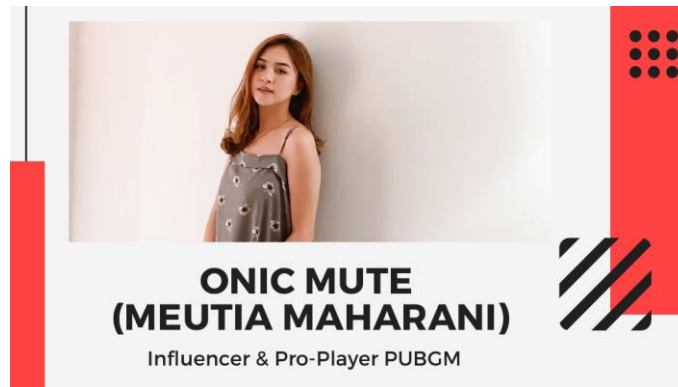 ONIC MUTE
(MEUTIA MAHARANI)
Influencer & Pro-Player PUBGM